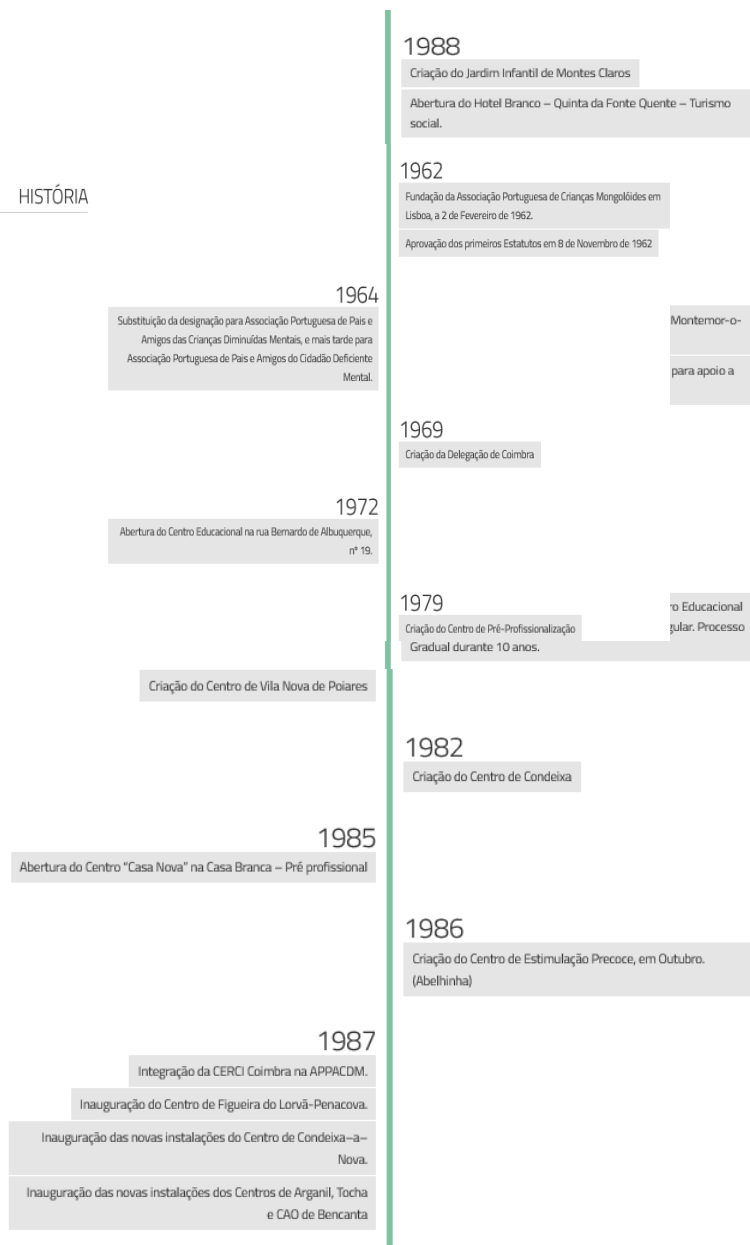 1988
Criação do Jardim Infantil de Montes Claros
Abertura do Hotel Branco – Quinta da Fonte Quente – Turismo
social.
HISTÓRIA
1962
Fundação da Associação Portuguesa de Crianças Mongolóides em
Lisboa, a 2 de Fevereiro de 1962.
Aprovação dos primeiros Estatutos em 8 de Novembro de 1962
1964
Substituição da designação para Associação Portuguesa de Pais e
Amigos das Crianças Diminuídas Mentais, e mais tarde para
Associação Portuguesa de Pais e Amigos do Cidadão Deficiente
Mental.
Montemor-o-
para apoio a
1969
Criação da Delegação de Coimbra
1972
Abertura do Centro Educacional na rua Bernardo de Albuquerque,
nº 19.
1979
Criação do Centro de Pré-Profissionalização
Educacional
Processo
Gradual durante 10 anos.
Criação do Centro de Vila Nova de Poiares
1982
Criação do Centro de Condeixa
1985
Abertura do Centro "Casa Nova" na Casa Branca – Pré profissional
1986
Criação do Centro de Estimulação Precoce, em Outubro.
(Abelhinha)
1987
Integração da CERCI Coimbra na APPACDM.
Inauguração do Centro de Figueira do Lorvã-Penacova.
Inauguração das novas instalações do Centro de Condeixa–a–
Nova.
Inauguração das novas instalações dos Centros de Arganil, Tocha
e CAO de Bencanta